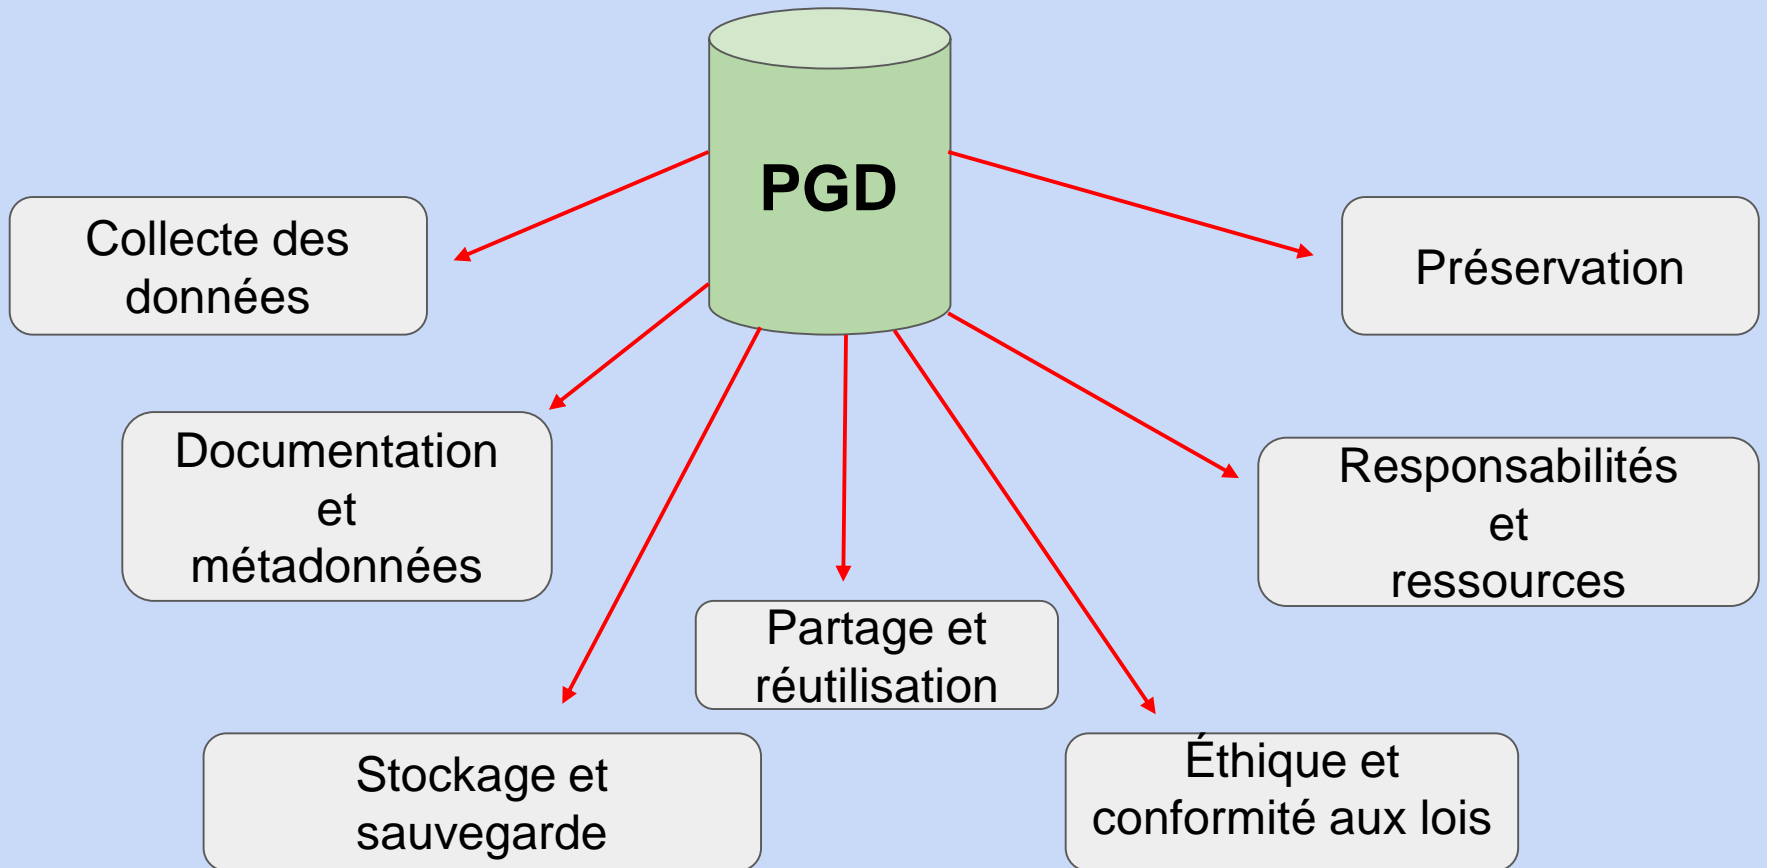 PGD
Collecte des
données
Préservation
Documentation
et
métadonnées
Responsabilités
et
ressources
Partage et
réutilisation
Stockage et
sauvegarde
Éthique et
conformité aux lois